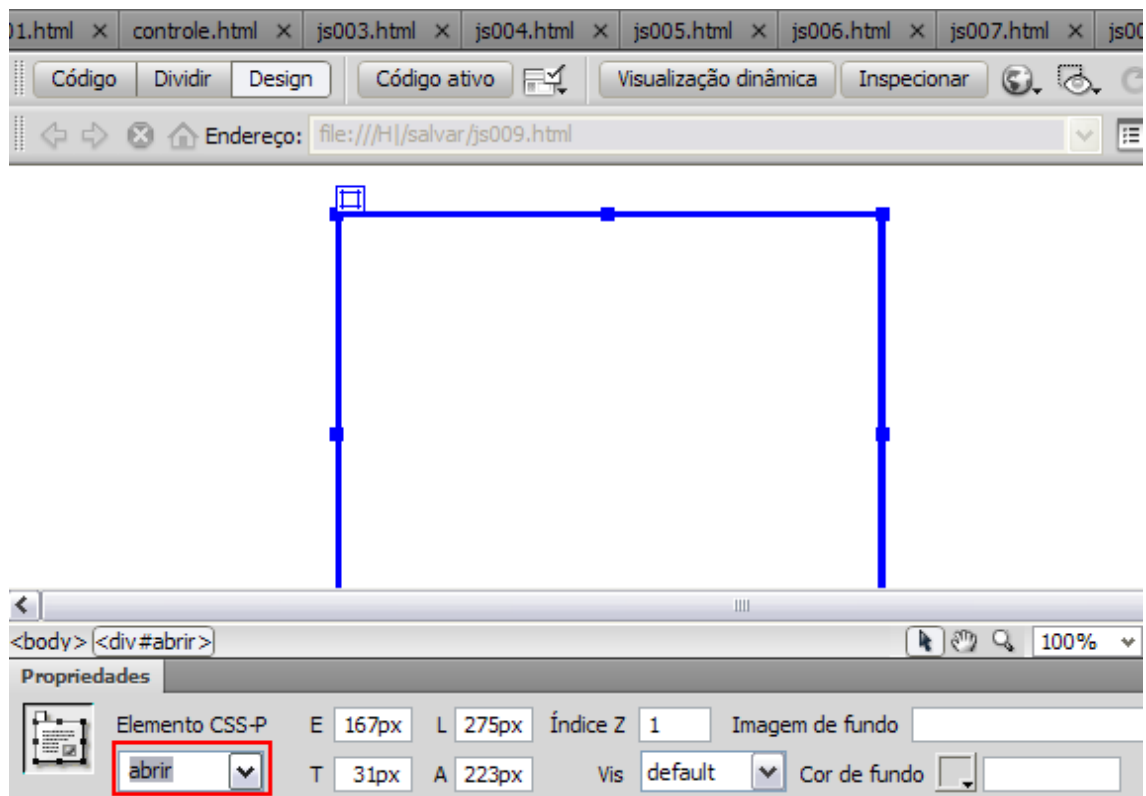 01.html × controle.html × js003.html × js004.html × js005.html × js006.html × js007.html × js00
Código Dividir Design Código ativo Visualização dinâmica Inspecionar
Endereço: file:///H|/salvar/js009.html
<body> <div#abrir> 100%
Propriedades
Elemento CSS-P E 167px L 275px Índice Z 1 Imagem de fundo
abrir T 31px A 223px Vis default Cor de fundo